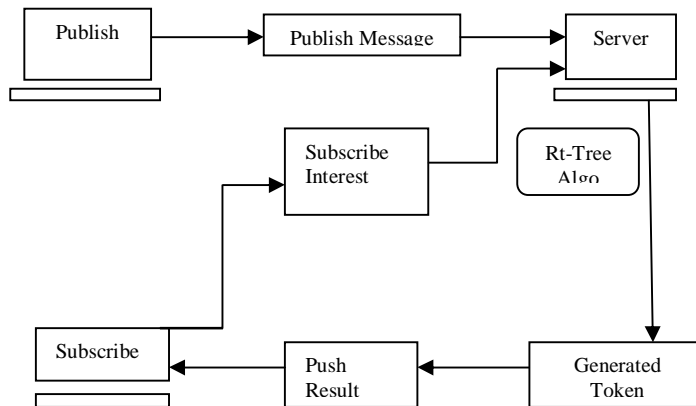 Publish
Publish Message
Server
Subscribe
Interest
Rt-Tree
Algo
Subscribe
Push
Result
Generated
Token